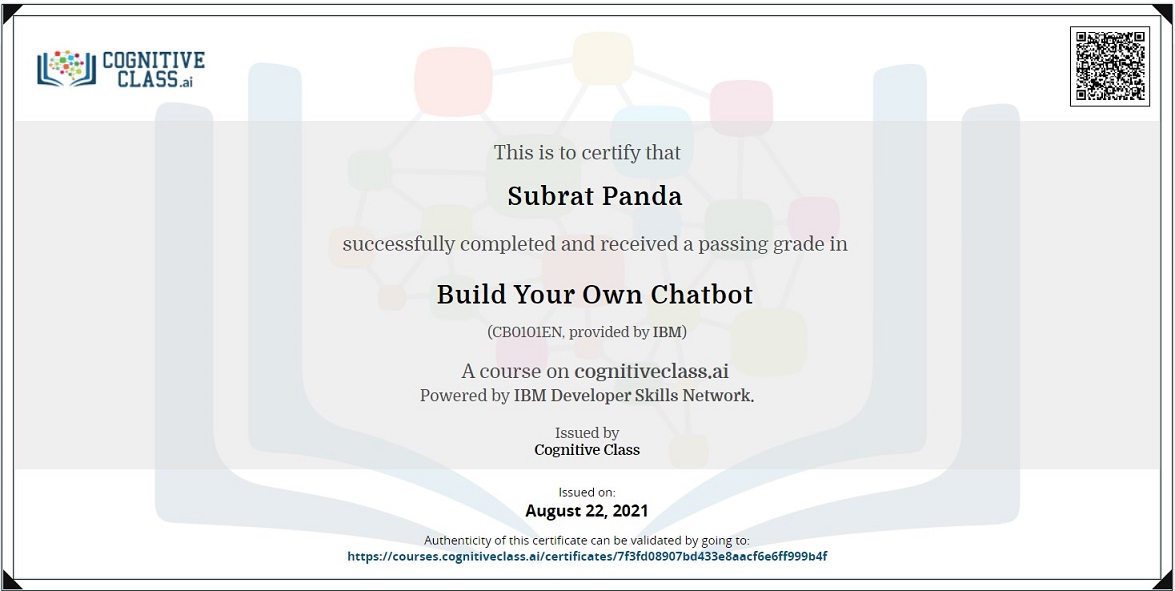 COGNITIVE
CLASS.ai
This is to certify that
Subrat Panda
successfully completed and received a passing grade in
Build Your Own Chatbot
(CB0101EN, provided by IBM)
A course on cognitiveclass.ai
Powered by IBM Developer Skills Network.
Issued by
Cognitive Class
Issued on:
August 22, 2021
Authenticity of this certificate can be validated by going to:
https://courses.cognitiveclass.ai/certificates/7f3fd08907bd433e8aacf6e6ff999b4f